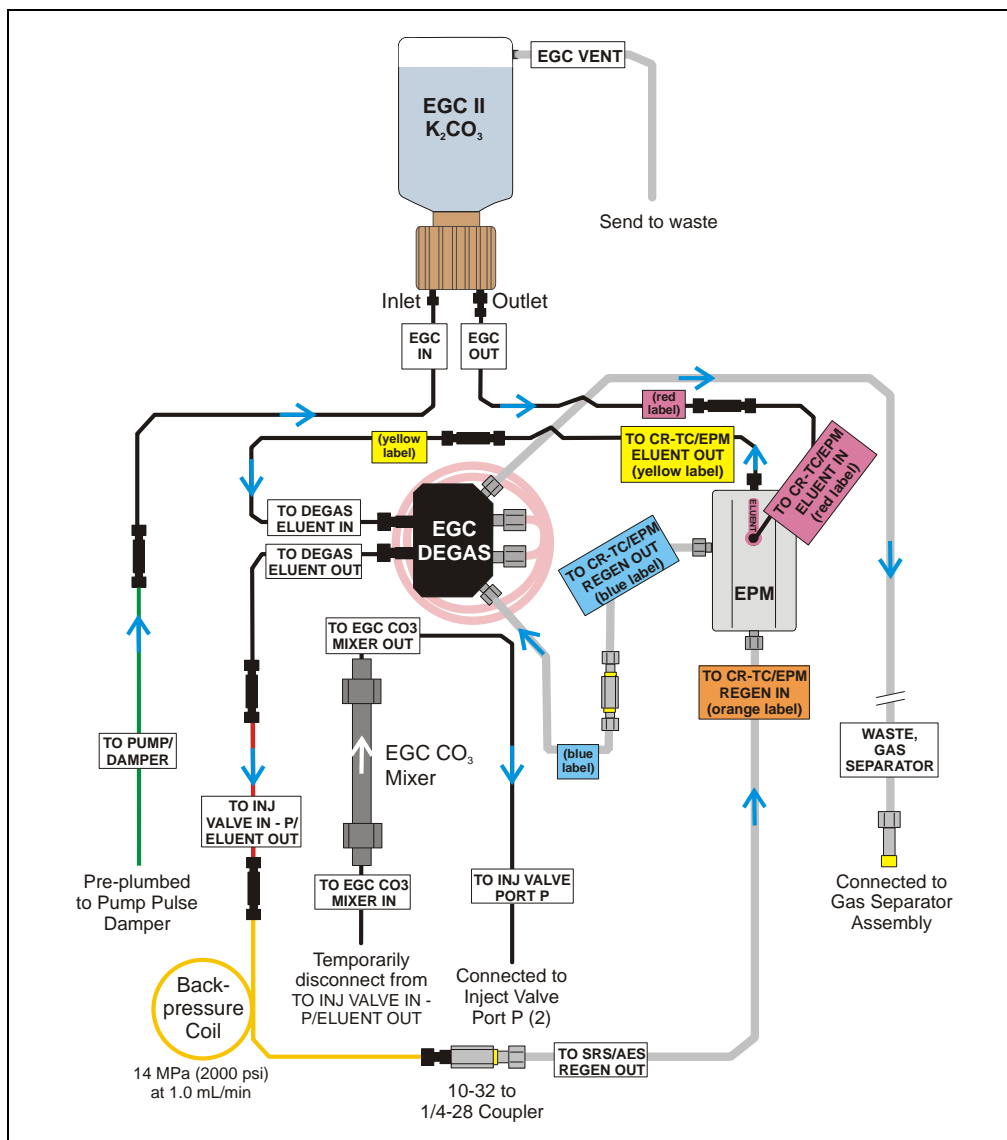 EGC VENT
EGC II
K₂CO₃
Send to waste
Inlet
Outlet
EGC
IN
EGC
OUT
(red
label)
(yellow
label)
TO CR-TC/EPM
ELUENT OUT
(yellow label)
TO CR-TC/EPM
ELUENT IN
(red label)
TO DEGAS
ELUENT IN
TO DEGAS
ELUENT OUT
EGC
DEGAS
TO CR-TC/EPM
REGEN OUT
(blue label)
ELUENT
EPM
TO EGC CO3
MIXER OUT
TO CR-TC/EPM
REGEN IN
(orange label)
EGC CO₃
Mixer
(blue
label)
TO PUMP/
DAMPER
WASTE,
GAS
SEPARATOR
TO INJ
VALVE IN - P/
ELUENT OUT
Pre-plumbed
to Pump Pulse
Damper
TO EGC CO3
MIXER IN
TO INJ VALVE
PORT P
Connected to
Gas Separator
Assembly
Temporarily
disconnect from
TO INJ VALVE IN -
P/ELUENT OUT
Connected to
Inject Valve
Port P (2)
Back-
pressure
Coil
14 MPa (2000 psi)
at 1.0 mL/min
TO SRS/AES
REGEN OUT
10-32 to
1/4-28 Coupler